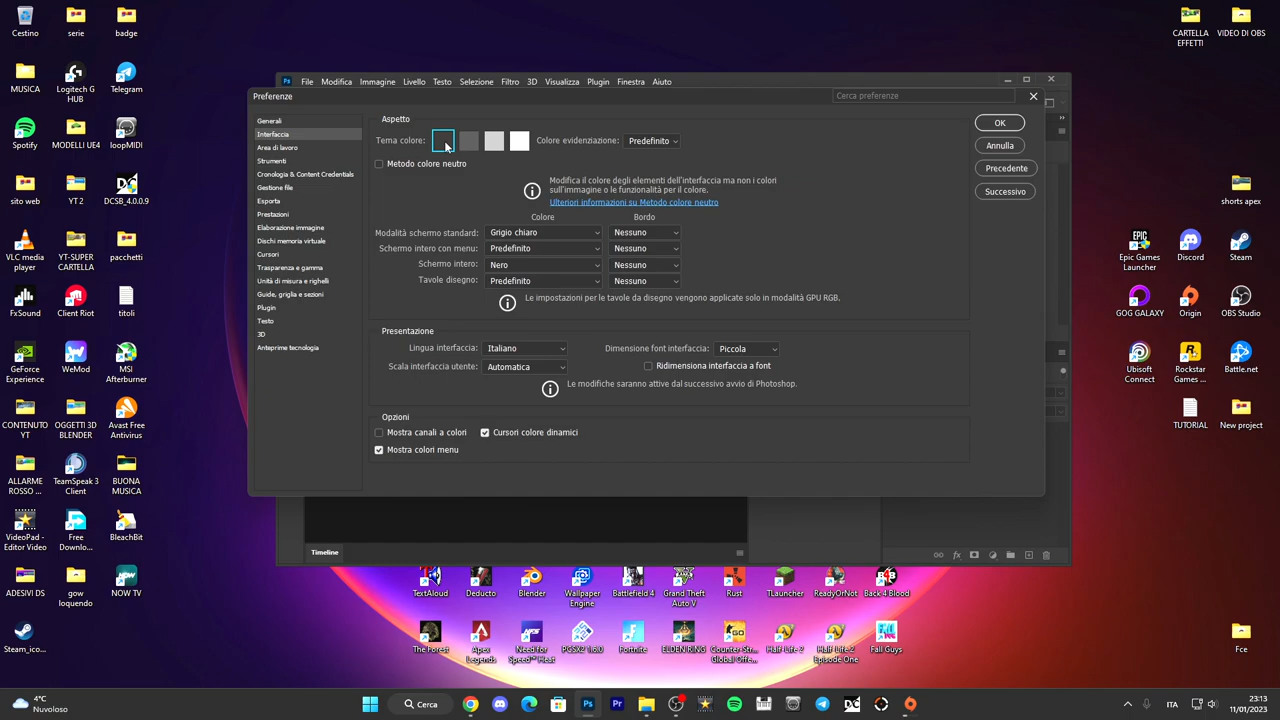 Cestino
serie
badge
MUSICA
Logitech G
HUB
Telegram
Spotify
MODELLI UE4
loopMIDI
sito web
YT 2
DCSB_4.0.0.9
VLC media
player
YT-SUPER
CARTELLA
pacchetti
FxSound
Client Riot
titoli
GeForce
Experience
WeMod
MSI
Afterburner
CONTENUTO
YT
OGGETTI 3D
BLENDER
Avast Free
Antivirus
ALLARME
ROSSO ...
TeamSpeak 3
Client
BUONA
MUSICA
VideoPad -
Editor Video
Free
Downlo...
BleachBit
ADESIVI DS
gow
loquendo
NOW TV
Steam_ico...
Ps File Modifica Immagine Livello Testo Selezione Filtro 3D Visualizza Plugin Finestra Aiuto
Preferenze
Cerca preferenze
Generali
Interfaccia
Area di lavoro
Strumenti
Cronologia & Content Credentials
Gestione file
Esporta
Prestazioni
Elaborazione immagine
Dischi memoria virtuale
Cursori
Trasparenza e gamma
Unità di misura e righelli
Guide, griglia e sezioni
Plugin
Testo
3D
Anteprime tecnologia
Aspetto
Tema colore: Colore evidenziazione: Predefinito
Metodo colore neutro
Modifica il colore degli elementi dell'interfaccia ma non i colori
sull'immagine o le funzionalità per il colore.
Ulteriori informazioni su Metodo colore neutro
Colore Bordo
Modalità schermo standard: Grigio chiaro Nessuno
Schermo intero con menu: Predefinito Nessuno
Schermo intero: Nero Nessuno
Tavole disegno: Predefinito Nessuno
Le impostazioni per le tavole da disegno vengono applicate solo in modalità GPU RGB.
Presentazione
Lingua interfaccia: Italiano Dimensione font interfaccia: Piccola
Scala interfaccia utente: Automatica Ridimensiona interfaccia a font
Le modifiche saranno attive dal successivo avvio di Photoshop.
Opzioni
Mostra canali a colori Cursori colore dinamici
Mostra colori menu
OK
Annulla
Precedente
Successivo
Timeline
fx
CARTELLA
EFFETTI
VIDEO DI OBS
shorts apex
Epic Games
Launcher
Discord
Steam
GOG GALAXY
Origin
OBS Studio
Ubisoft
Connect
Rockstar
Games ...
Battle.net
TUTORIAL
New project
Fce
TextAloud
Deducto
Blender
Wallpaper
Engine
Battlefield 4
Grand Theft
Auto V
Rust
TLauncher
ReadyOrNot
Back 4 Blood
The Forest
Apex
Legends
Need for
Speed™ Heat
PCSX2 1.6.0
Fortnite
ELDEN RING
Counter-Str...
Global Offe...
Half-Life 2
Half-Life 2
Episode One
Fall Guys
4°C
Nuvoloso
Cerca
Ps
Pr
ITA
23:13
11/01/2023